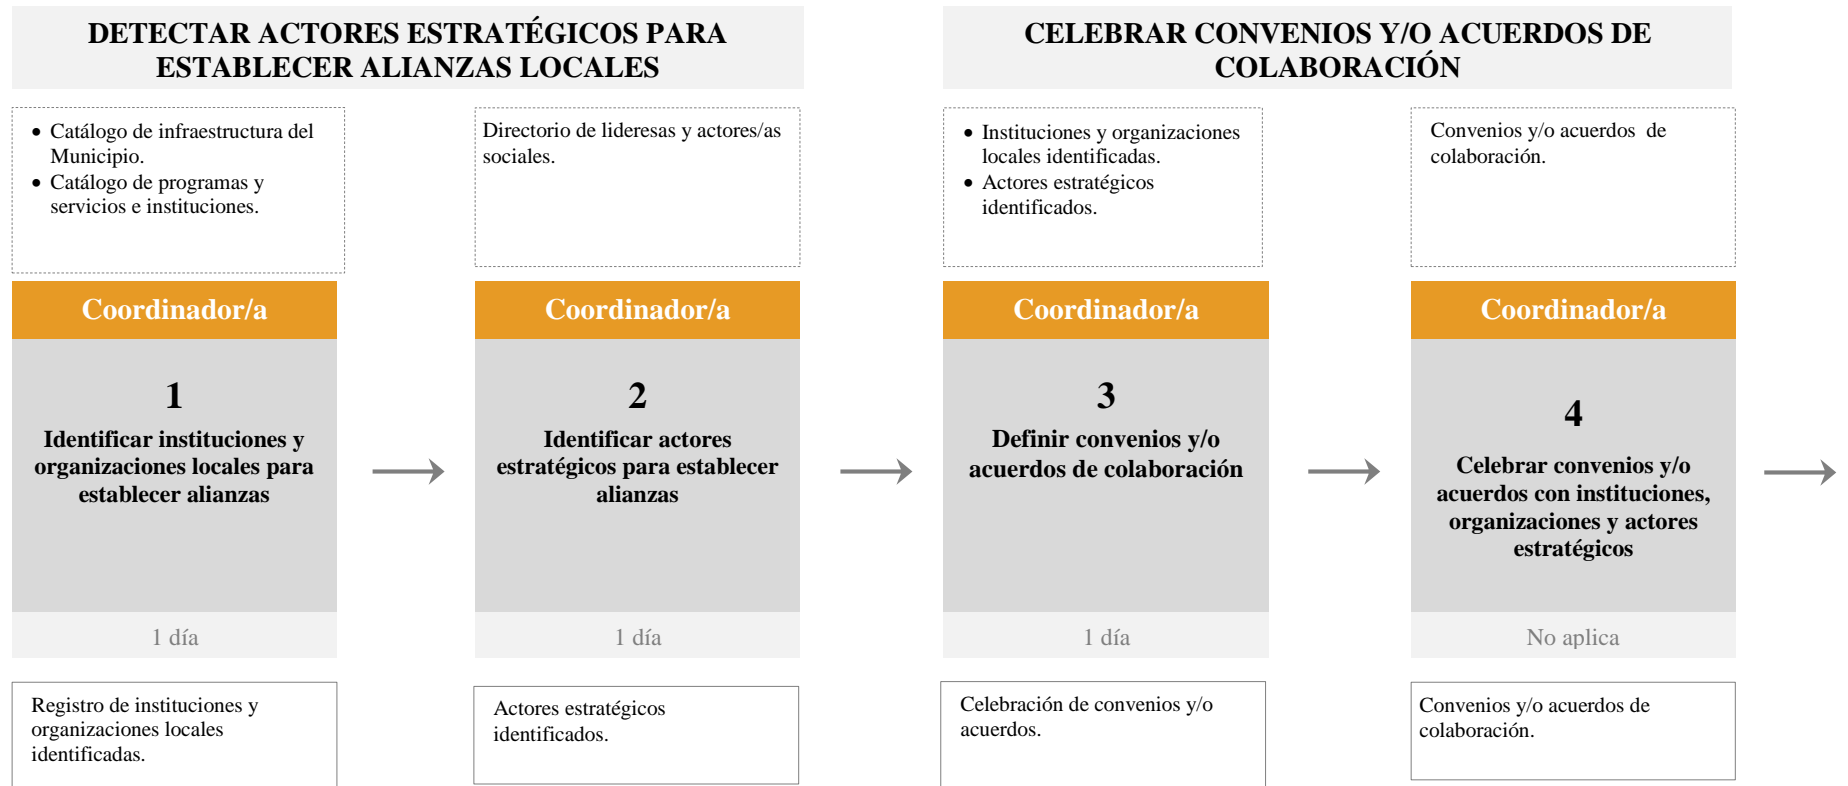 DETECTAR ACTORES ESTRATÉGICOS PARA
ESTABLECER ALIANZAS LOCALES
• Catálogo de infraestructura del
Municipio.
• Catálogo de programas y
servicios e instituciones.
Coordinador/a
1
Identificar instituciones y
organizaciones locales para
establecer alianzas
1 día
Registro de instituciones y
organizaciones locales
identificadas.
Directorio de lideresas y actores/as
sociales.
Coordinador/a
2
Identificar actores
estratégicos para establecer
alianzas
1 día
Actores estratégicos
identificados.
CELEBRAR CONVENIOS Y/O ACUERDOS DE
COLABORACIÓN
• Instituciones y organizaciones
locales identificadas.
• Actores estratégicos
identificados.
Coordinador/a
3
Definir convenios y/o
acuerdos de colaboración
1 día
Celebración de convenios y/o
acuerdos.
Convenios y/o acuerdos de
colaboración.
Coordinador/a
4
Celebrar convenios y/o
acuerdos con instituciones,
organizaciones y actores
estratégicos
No aplica
Convenios y/o acuerdos de
colaboración.